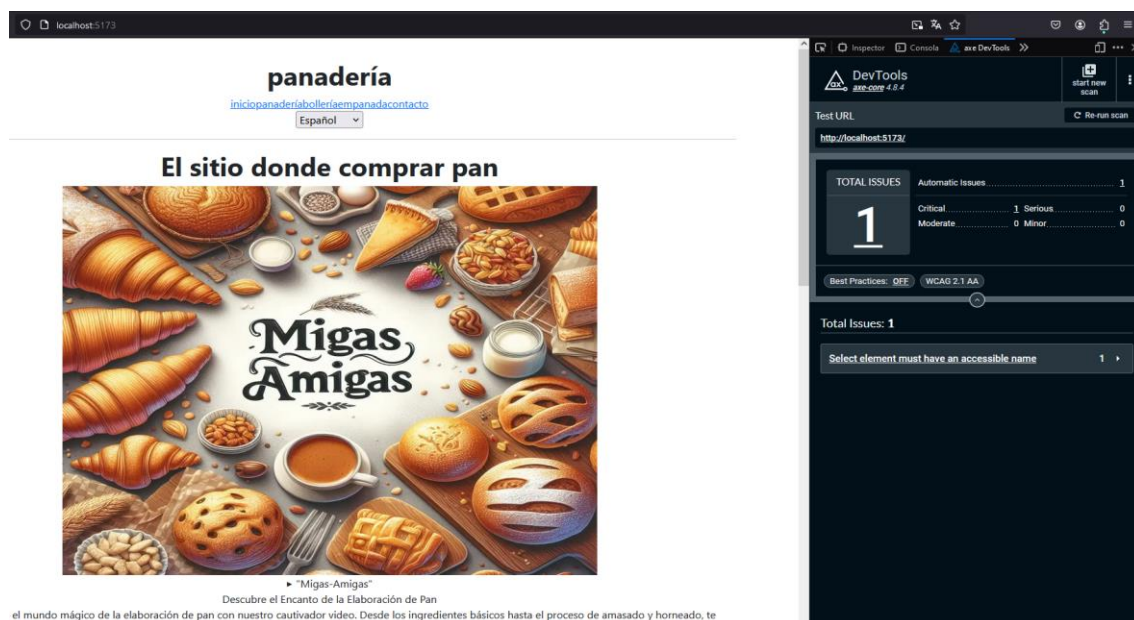 localhost:5173
Inspector Consola axe DevTools
panadería
iniciopanaderíabolleríaempanadacontacto
Español
El sitio donde comprar pan
Migas
Amigas
▸ "Migas-Amigas"
Descubre el Encanto de la Elaboración de Pan
el mundo mágico de la elaboración de pan con nuestro cautivador vídeo. Desde los ingredientes básicos hasta el proceso de amasado y horneado, te
ax DevTools
axe-core 4.8.4
start new
scan
Test URL
Re-run scan
http://localhost:5173/
TOTAL ISSUES
1
Automatic Issues 1
Critical 1 Serious 0
Moderate 0 Minor 0
Best Practices: OFF WCAG 2.1 AA
Total Issues: 1
Select element must have an accessible name 1